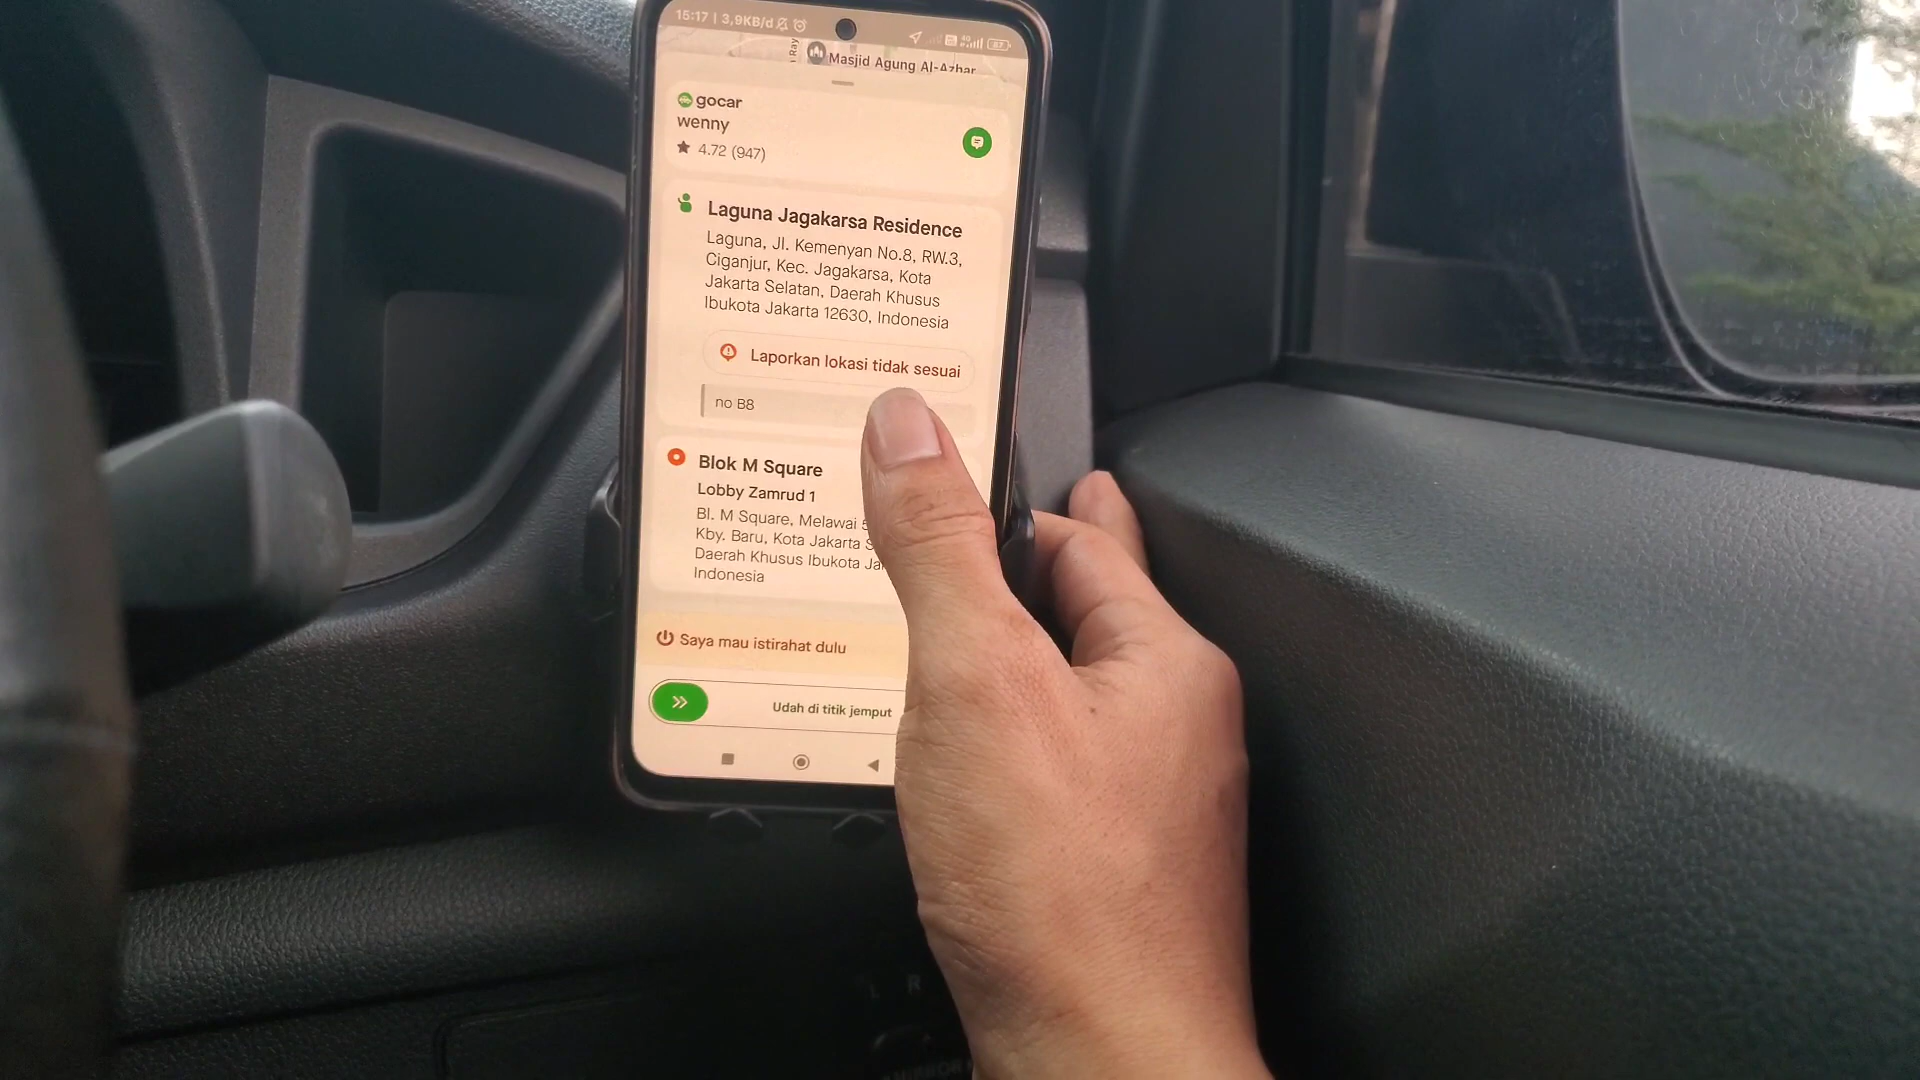 15:17 | 3,9KB/d
Masjid Agung Al-Azhar
gocar
wenny
4.72 (947)
Laguna Jagakarsa Residence
Laguna, Jl. Kemenyan No.8, RW.3,
Ciganjur, Kec. Jagakarsa, Kota
Jakarta Selatan, Daerah Khusus
Ibukota Jakarta 12630, Indonesia
Laporkan lokasi tidak sesuai
no B8
Blok M Square
Lobby Zamrud 1
Bl. M Square, Melawai
Kby. Baru, Kota Jakarta
Daerah Khusus Ibukota
Indonesia
Saya mau istirahat dulu
Udah di titik jemput
L R